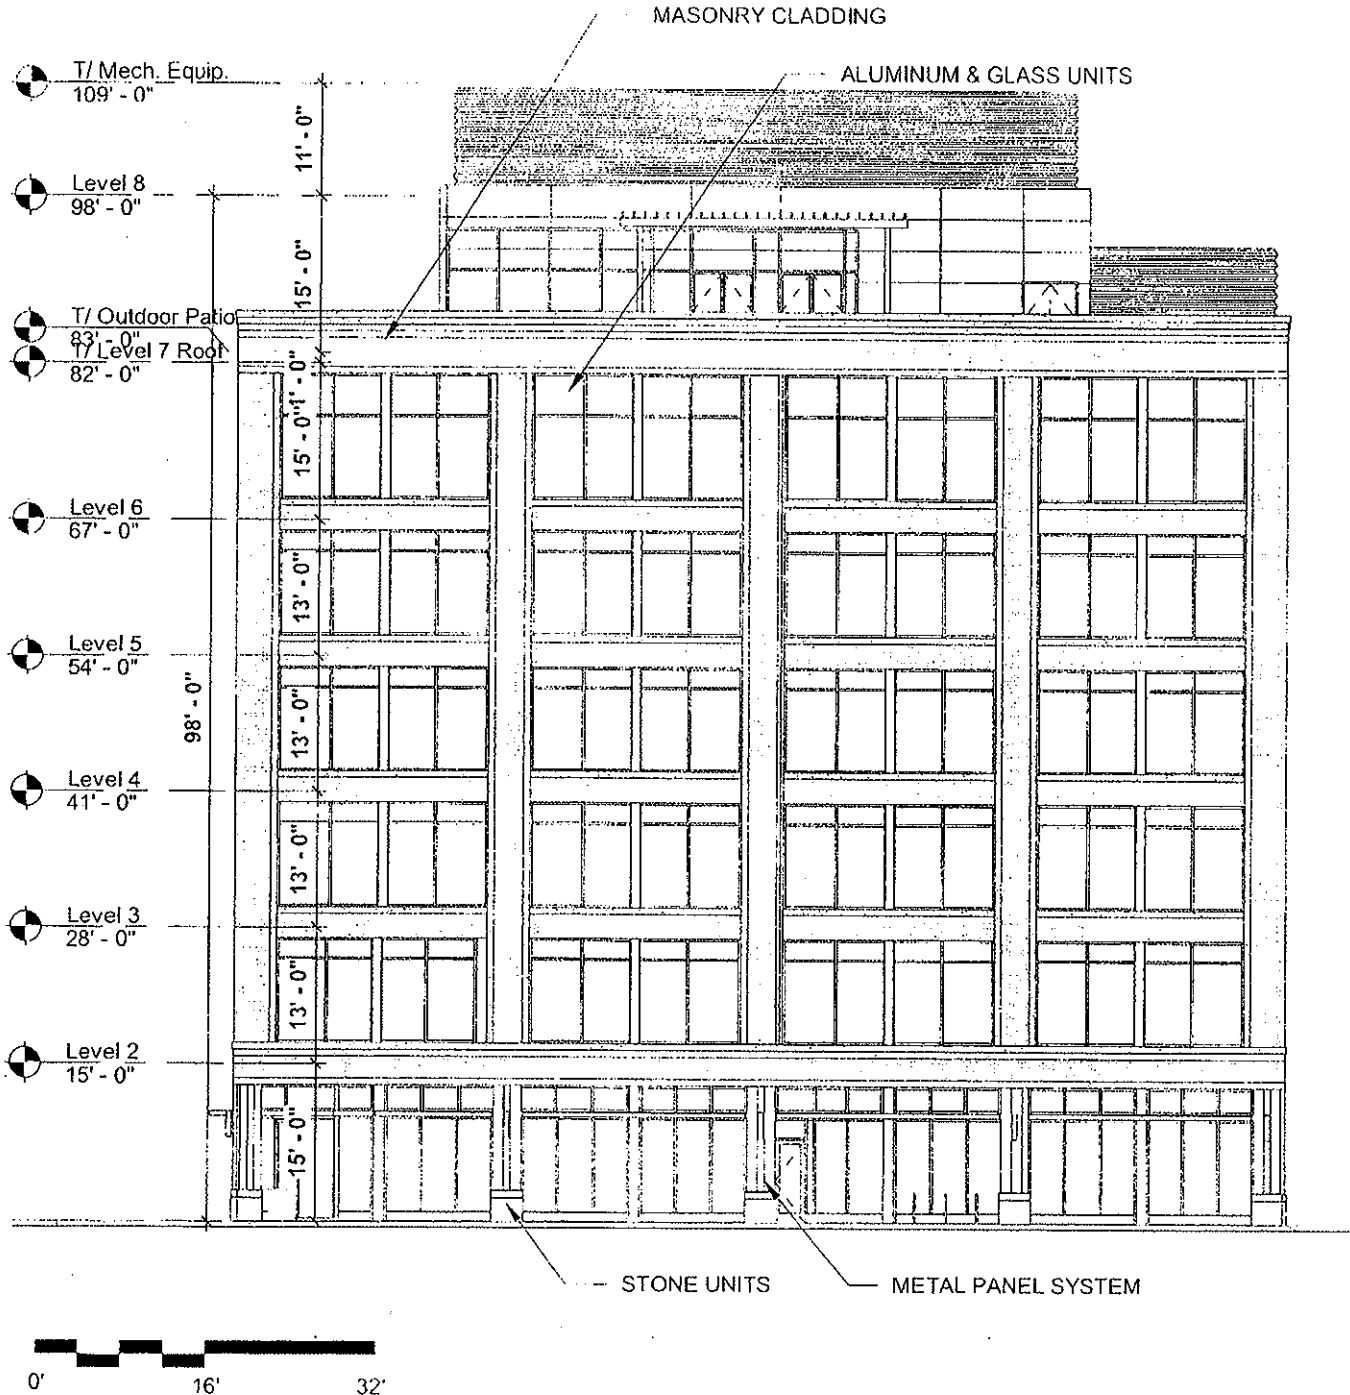 MASONRY CLADDING
T/ Mech. Equip.
109' - 0"
ALUMINUM & GLASS UNITS
11' - 0"
Level 8
98' - 0"
15' - 0"
T/ Outdoor Patio
83' - 0"
T/ Level 7 Roof
82' - 0"
1' - 0"
15' - 0"
Level 6
67' - 0"
13' - 0"
Level 5
54' - 0"
98' - 0"
13' - 0"
Level 4
41' - 0"
13' - 0"
Level 3
28' - 0"
13' - 0"
Level 2
15' - 0"
15' - 0"
STONE UNITS
METAL PANEL SYSTEM
0' 16' 32'